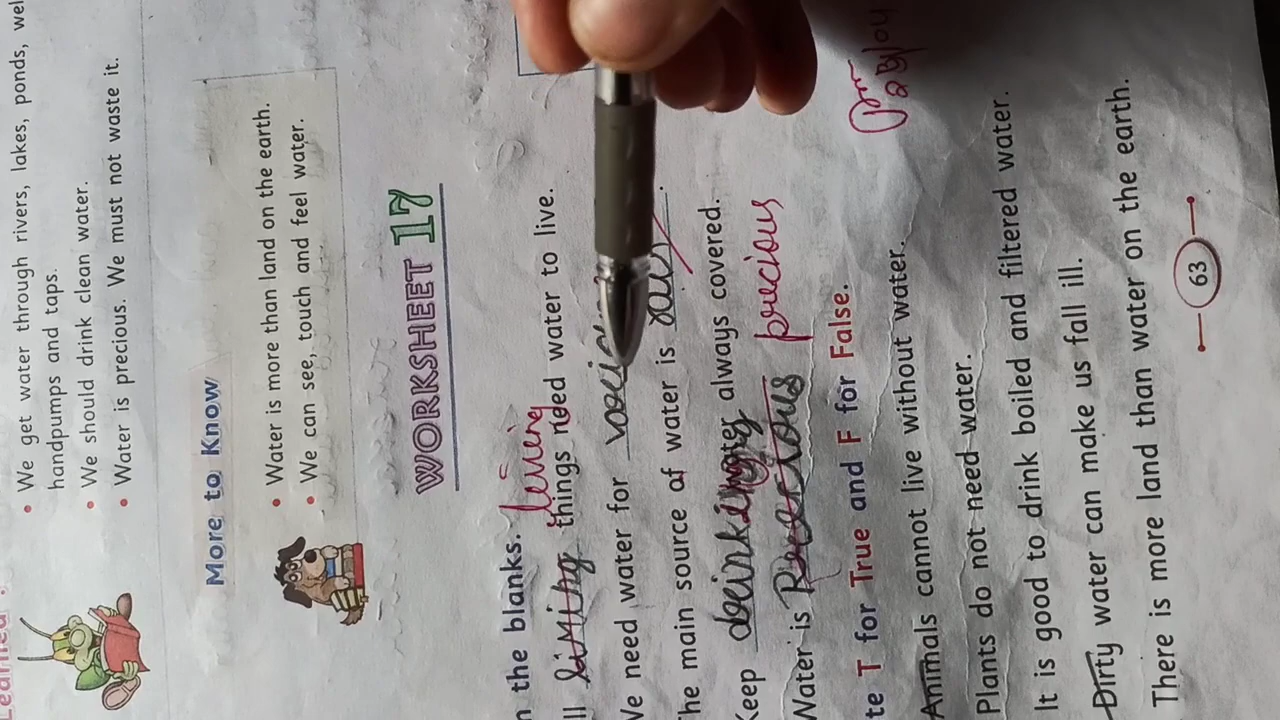 Learned
• We get water through rivers, lakes, ponds, wel
handpumps and taps.
• We should drink clean water.
• Water is precious. We must not waste it.
More to Know
• Water is more than land on the earth.
• We can see, touch and feel water.
WORKSHEET 17
n the blanks.
ll things need water to live.
We need water for
The main source of water is
Keep water always covered.
Water is Precious precious
te T for True and F for False.
Animals cannot live without water.
Plants do not need water.
It is good to drink boiled and filtered water.
Dirty water can make us fall ill.
There is more land than water on the earth.
63